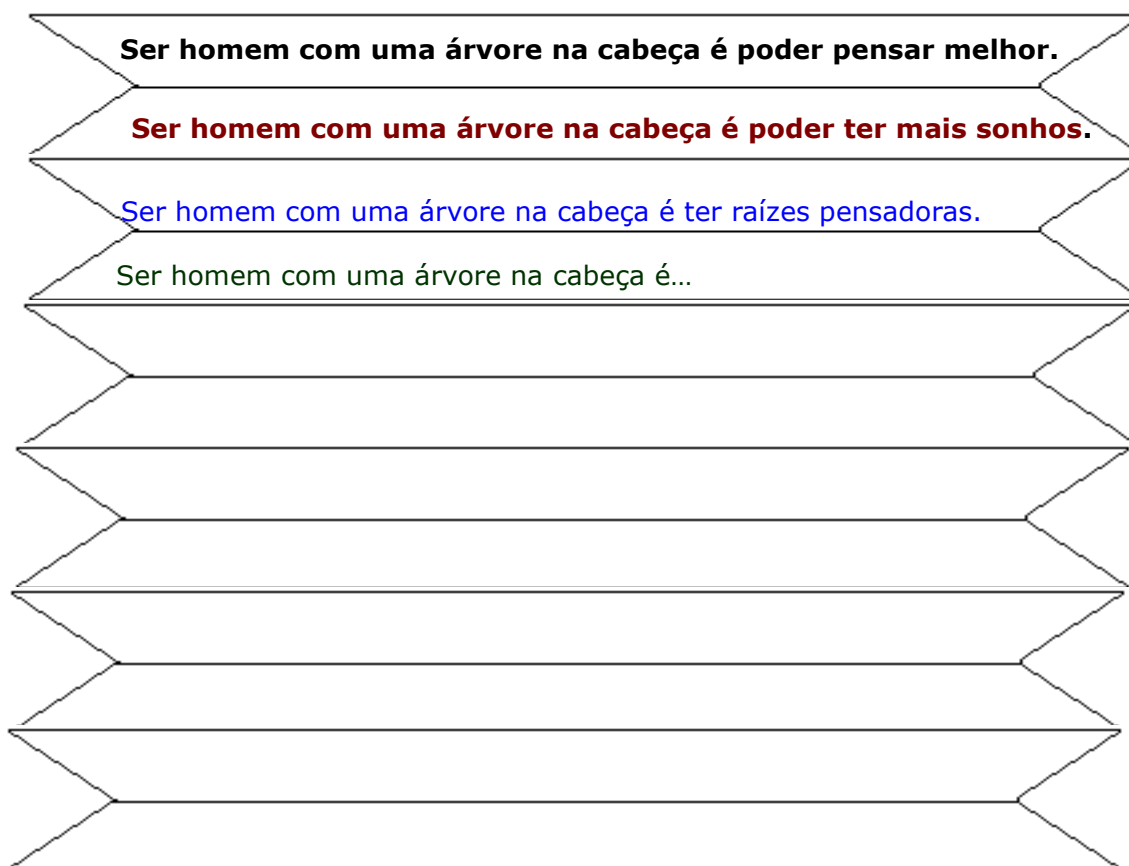 Ser homem com uma árvore na cabeça é poder pensar melhor.
Ser homem com uma árvore na cabeça é poder ter mais sonhos.
Ser homem com uma árvore na cabeça é ter raízes pensadoras.
Ser homem com uma árvore na cabeça é…